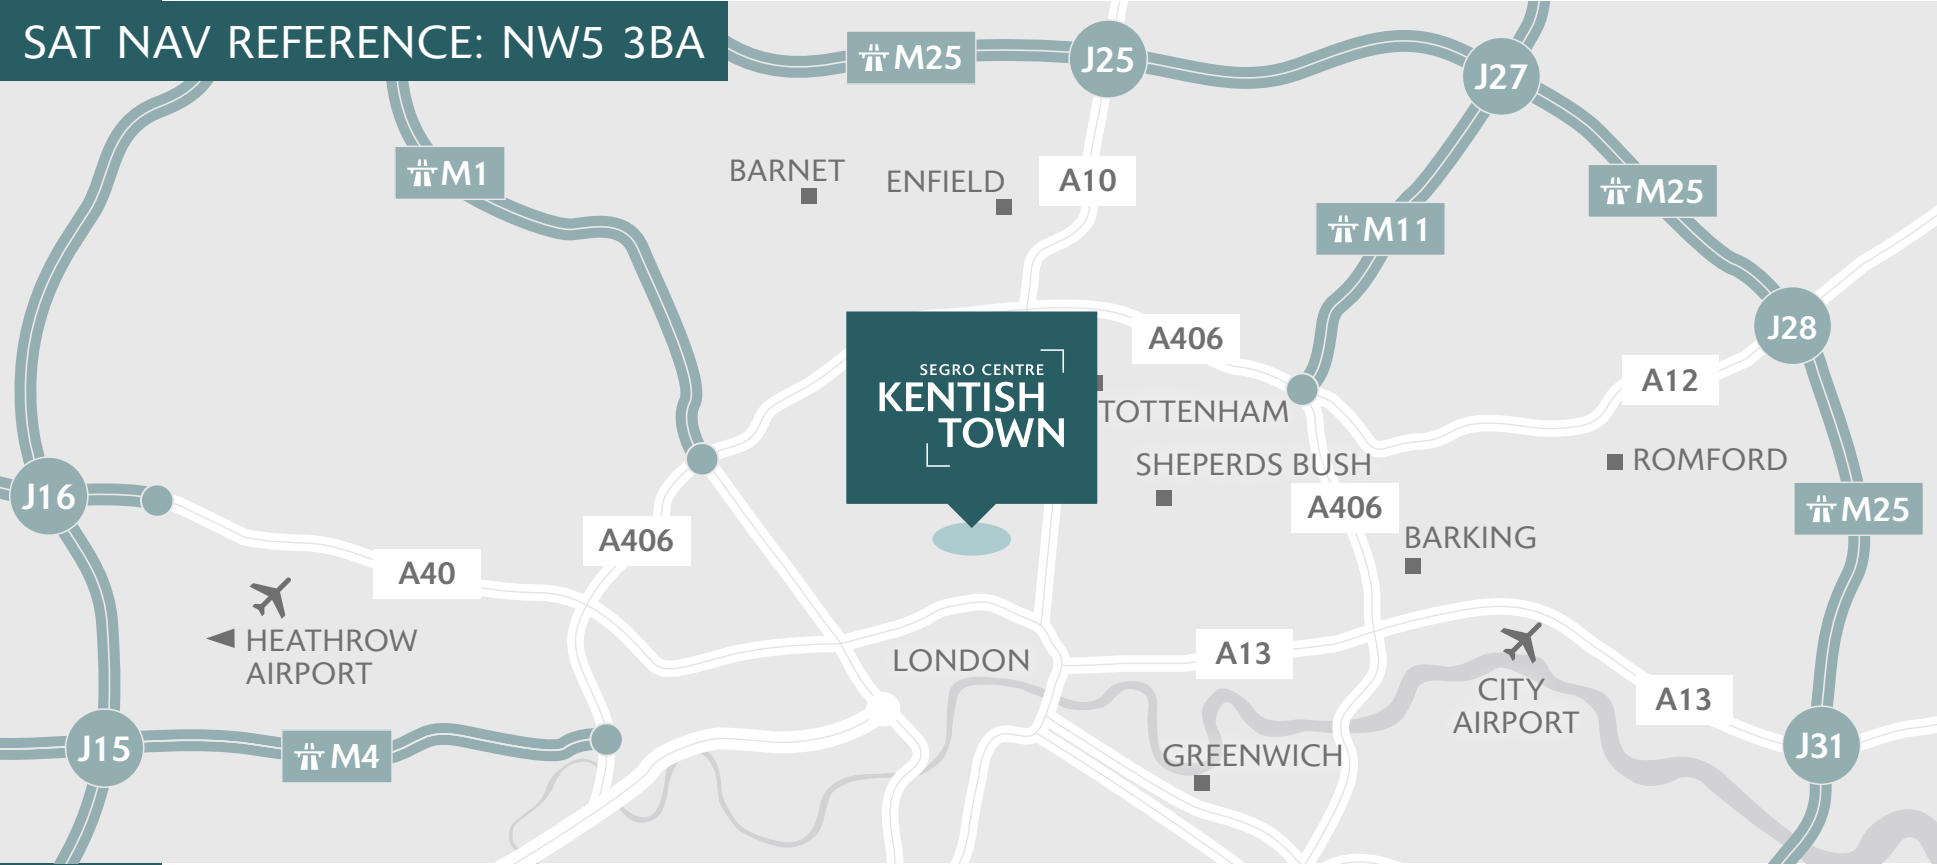 SAT NAV REFERENCE: NW5 3BA
M25
J25
J27
M1
BARNET
ENFIELD
A10
M25
M11
J28
A406
SEGRO CENTRE
KENTISH
TOWN
A12
TOTTENHAM
SHEPERDS BUSH
ROMFORD
J16
A406
A406
M25
BARKING
A40
HEATHROW
AIRPORT
LONDON
A13
CITY
AIRPORT
A13
J15
M4
GREENWICH
J31